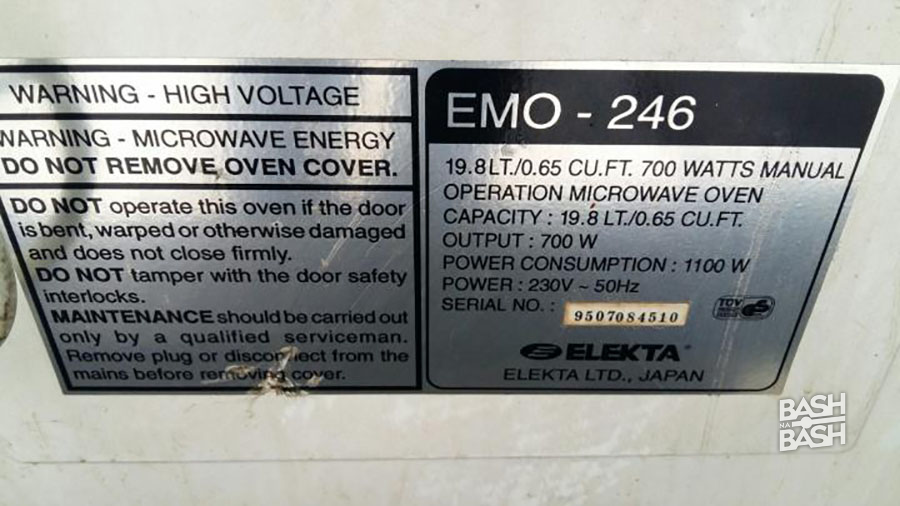 WARNING - HIGH VOLTAGE
WARNING - MICROWAVE ENERGY
DO NOT REMOVE OVEN COVER.
DO NOT operate this oven if the door
is bent, warped or otherwise damaged
and does not close firmly.
DO NOT tamper with the door safety
interlocks.
MAINTENANCE should be carried out
only by a qualified serviceman.
Remove plug or disconnect from the
mains before removing cover.
EMO - 246
19.8 LT./0.65 CU.FT. 700 WATTS MANUAL
OPERATION MICROWAVE OVEN
CAPACITY : 19.8 LT./0.65 CU.FT.
OUTPUT : 700 W
POWER CONSUMPTION : 1100 W
POWER : 230V ~ 50Hz
SERIAL NO. : 9507084510
TÜV
GS
ELEKTA
ELEKTA LTD., JAPAN
BASH
NA
BASH